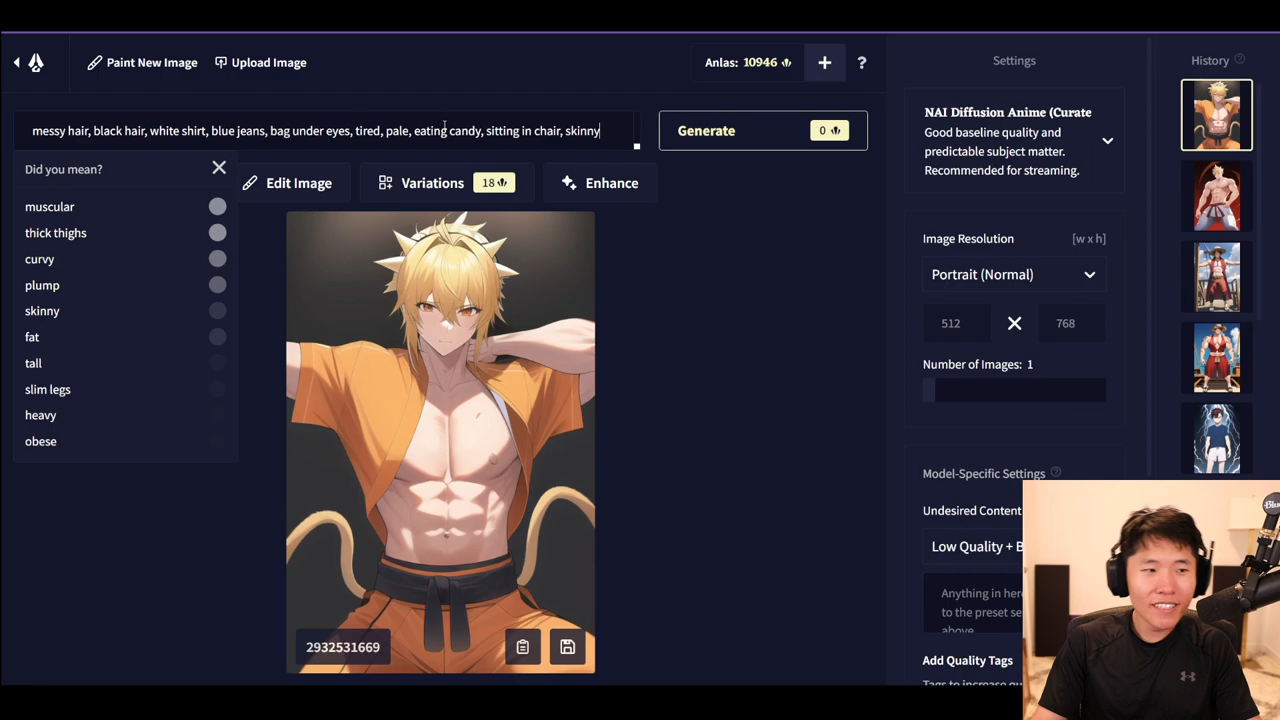 Paint New Image
Upload Image
Anlas: 10946
?
Settings
History
messy hair, black hair, white shirt, blue jeans, bag under eyes, tired, pale, eating candy, sitting in chair, skinny
Generate
0
NAI Diffusion Anime (Curate
Good baseline quality and
predictable subject matter.
Recommended for streaming.
Did you mean?
Edit Image
Variations
18
Enhance
muscular
thick thighs
curvy
plump
skinny
fat
tall
slim legs
heavy
obese
Image Resolution
[w x h]
Portrait (Normal)
512
768
Number of Images: 1
Model-Specific Settings
Undesired Content
Low Quality + B
Anything in here
to the preset se
above.
2932531669
Add Quality Tags